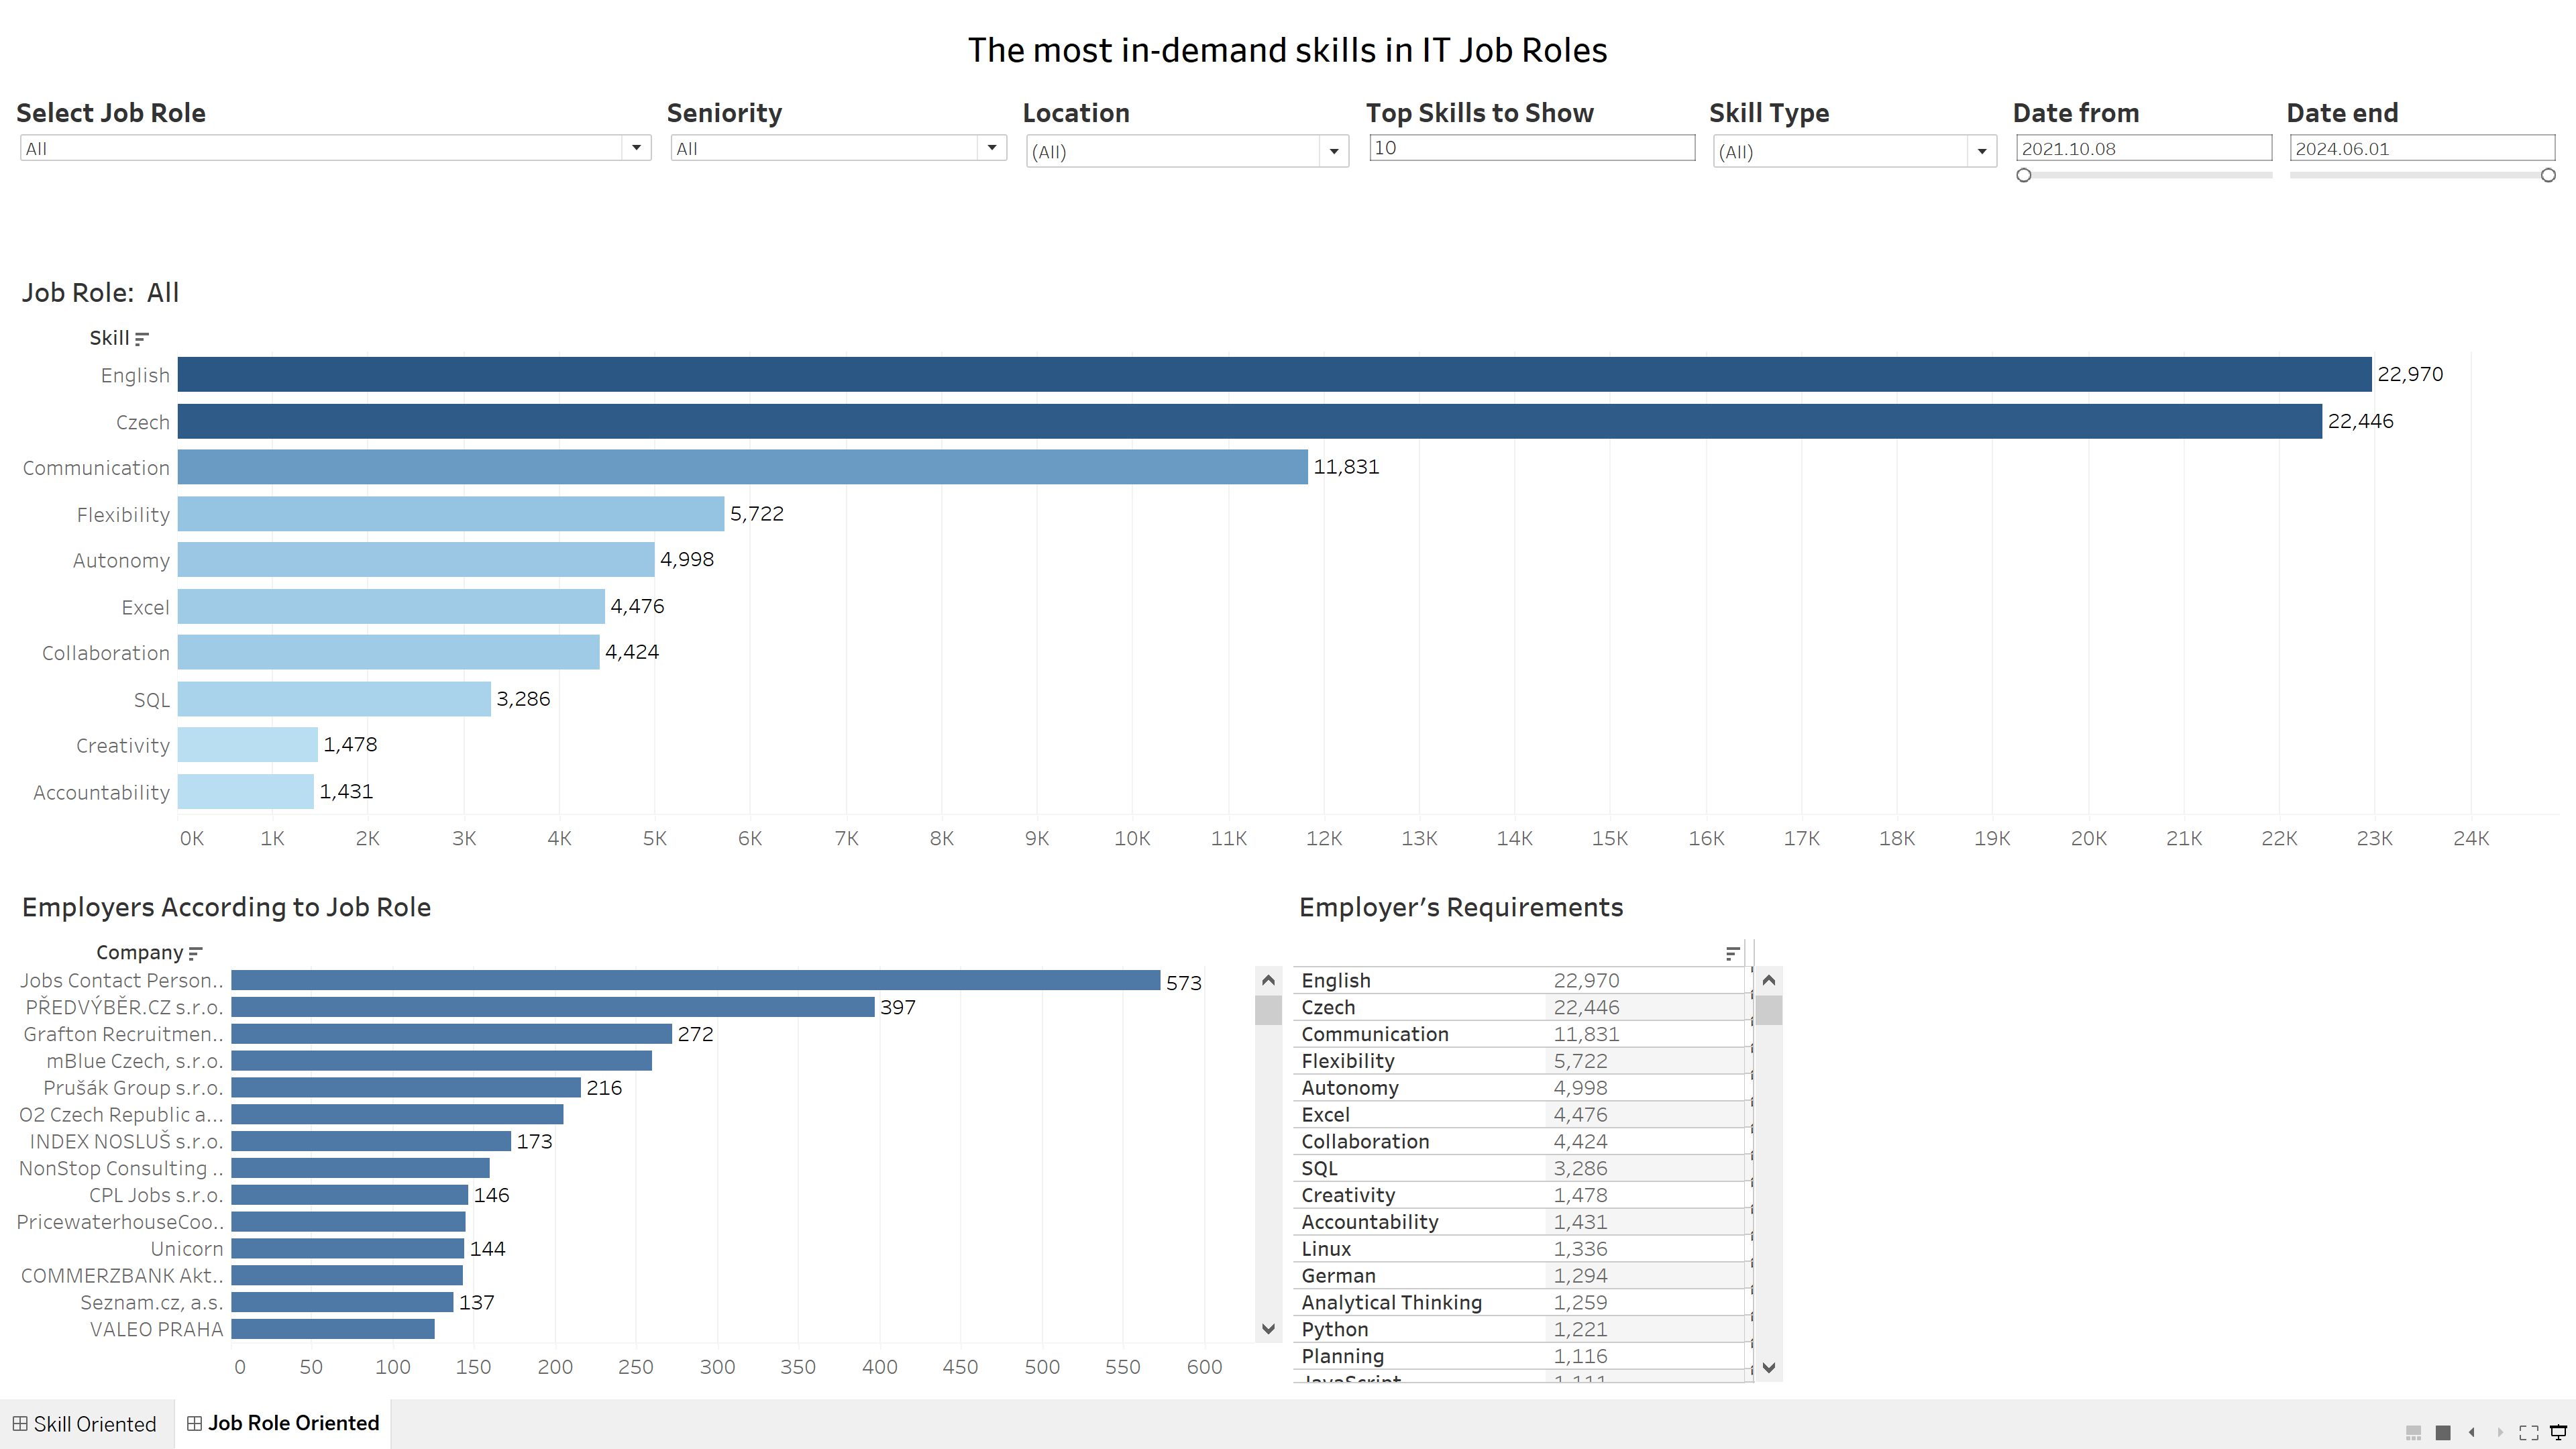 The most in-demand skills in IT Job Roles
Select Job Role
Seniority
Location
Top Skills to Show
Skill Type
Date from
Date end
All
All
(All)
10
(All)
2021.10.08
2024.06.01
Job Role: All
Skill
English 22,970
Czech 22,446
Communication 11,831
Flexibility 5,722
Autonomy 4,998
Excel 4,476
Collaboration 4,424
SQL 3,286
Creativity 1,478
Accountability 1,431
0K 1K 2K 3K 4K 5K 6K 7K 8K 9K 10K 11K 12K 13K 14K 15K 16K 17K 18K 19K 20K 21K 22K 23K 24K
Employers According to Job Role
Company
Jobs Contact Person.. 573
PŘEDVÝBĚR.CZ s.r.o. 397
Grafton Recruitmen.. 272
mBlue Czech, s.r.o.
Prušák Group s.r.o. 216
O2 Czech Republic a...
INDEX NOSLUŠ s.r.o. 173
NonStop Consulting ..
CPL Jobs s.r.o. 146
PricewaterhouseCoo..
Unicorn 144
COMMERZBANK Akt..
Seznam.cz, a.s. 137
VALEO PRAHA
0 50 100 150 200 250 300 350 400 450 500 550 600
Employer's Requirements
English 22,970
Czech 22,446
Communication 11,831
Flexibility 5,722
Autonomy 4,998
Excel 4,476
Collaboration 4,424
SQL 3,286
Creativity 1,478
Accountability 1,431
Linux 1,336
German 1,294
Analytical Thinking 1,259
Python 1,221
Planning 1,116
JavaScript 1,111
Skill Oriented
Job Role Oriented